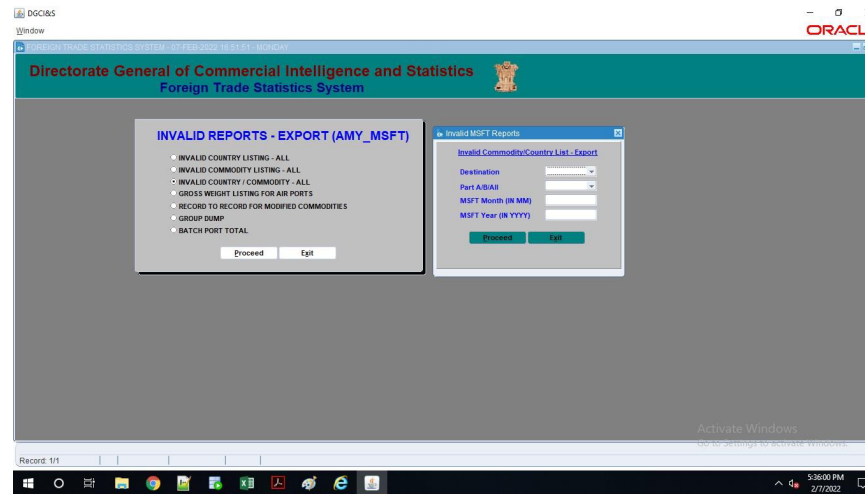 DGCI&S
Window
ORACL
FOREIGN TRADE STATISTICS SYSTEM - 07-FEB-2022 16:51:51 - MONDAY
Directorate General of Commercial Intelligence and Statistics
Foreign Trade Statistics System
INVALID REPORTS - EXPORT (AMY_MSFT)
INVALID COUNTRY LISTING - ALL
INVALID COMMODITY LISTING - ALL
INVALID COUNTRY / COMMODITY - ALL
GROSS WEIGHT LISTING FOR AIR PORTS
RECORD TO RECORD FOR MODIFIED COMMODITIES
GROUP DUMP
BATCH PORT TOTAL
Proceed Exit
Invalid MSFT Reports
Invalid Commodity/Country List - Export
Destination
Part A/B/All
MSFT Month (IN MM)
MSFT Year (IN YYYY)
Proceed Exit
Activate Windows
Go to Settings to activate Windows.
Record: 1/1
5:36:00 PM
2/7/2022